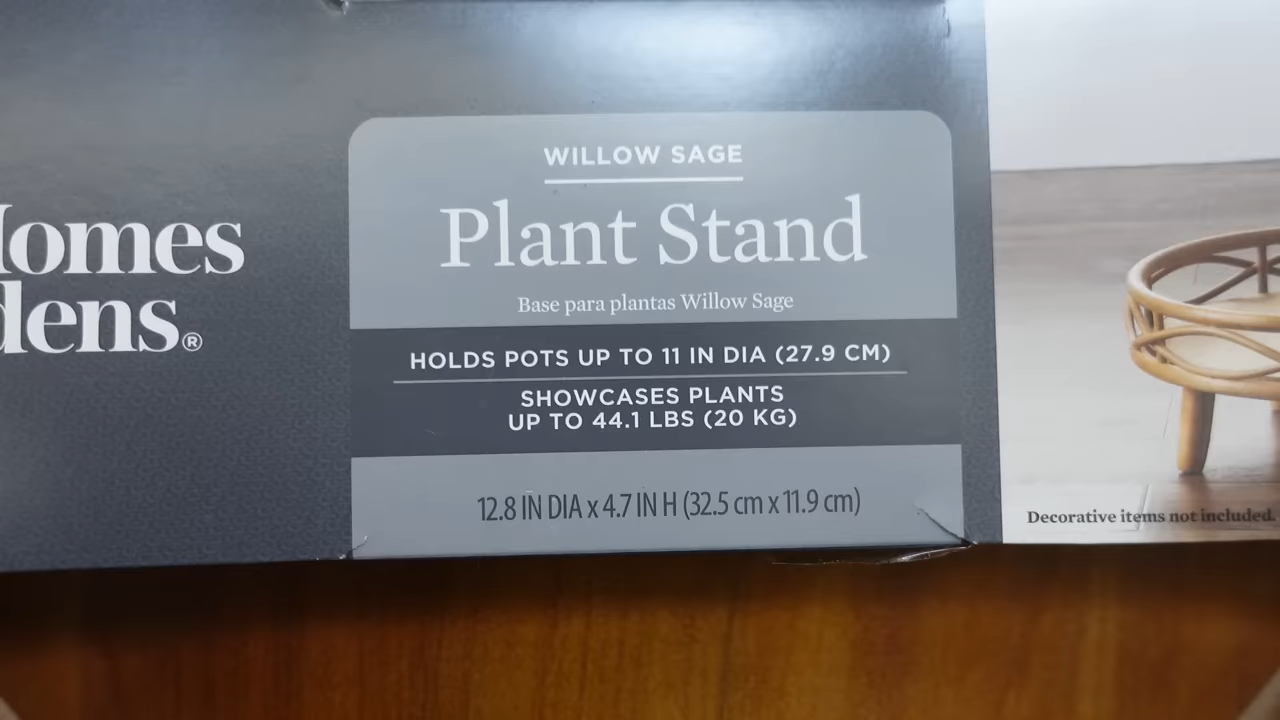 omes
dens.®
WILLOW SAGE
Plant Stand
Base para plantas Willow Sage
HOLDS POTS UP TO 11 IN DIA (27.9 CM)
SHOWCASES PLANTS
UP TO 44.1 LBS (20 KG)
12.8 IN DIA x 4.7 IN H (32.5 cm x 11.9 cm)
Decorative items not included.